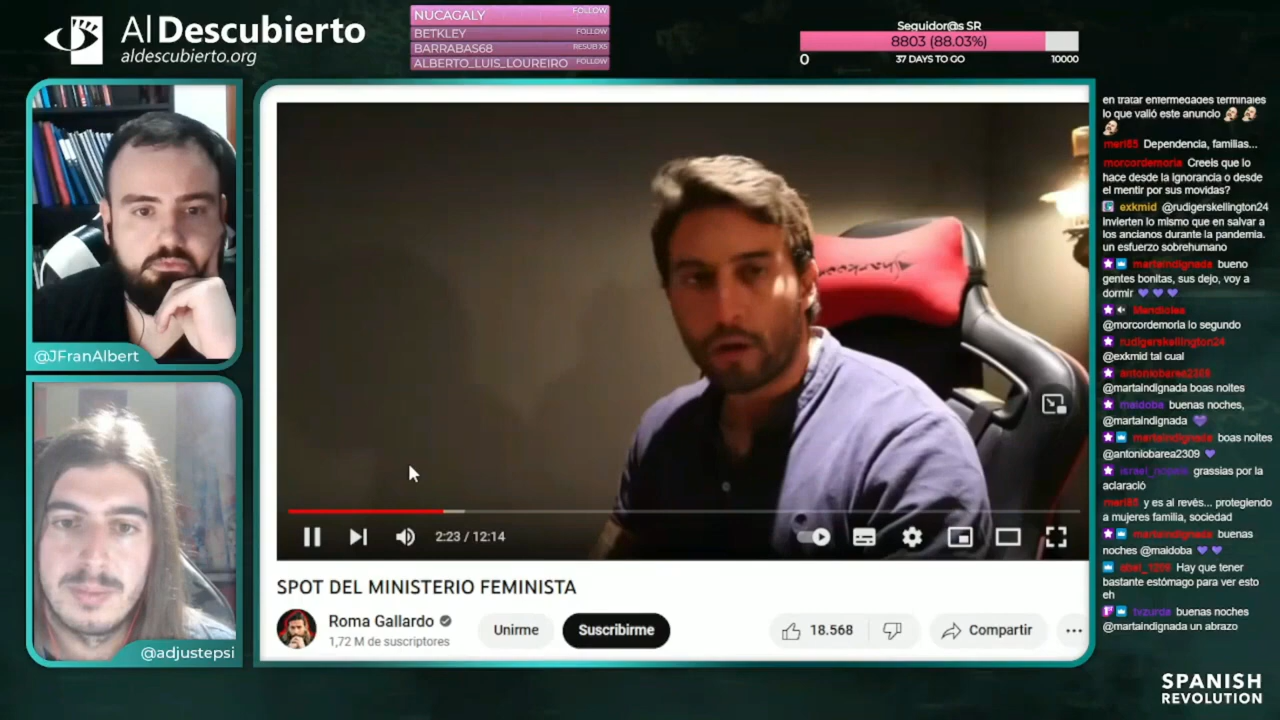 Al Descubierto
aldescubierto.org
NUCAGALY FOLLOW
BETKLEY FOLLOW
BARRABAS68 RESUB X5
ALBERTO_LUIS_LOUREIRO FOLLOW
Seguidor@s SR
8803 (88.03%)
0 37 DAYS TO GO 10000
@JFranAlbert
@adjustepsi
2:23 / 12:14
SPOT DEL MINISTERIO FEMINISTA
Roma Gallardo
1,72 M de suscriptores
Unirme
Suscribirme
18.568
Compartir
en tratar enfermedades terminales
lo que valió este anuncio
meri85 Dependencia, familias...
morcordemoria Creeis que lo
hace desde la ignorancia o desde
el mentir por sus movidas?
exkmid @rudigerskellington24
Invierten lo mismo que en salvar a
los ancianos durante la pandemia.
un esfuerzo sobrehumano
martaindignada bueno
gentes bonitas, sus dejo, voy a
dormir
Mendiolea
@morcordemoria lo segundo
rudigerskellington24
@exkmid tal cual
antoniobarea2309
@martaindignada boas noites
maldoba buenas noches,
@martaindignada
martaindignada boas noites
@antoniobarea2309
grassias por la
aclaració
meri85 y es al revés... protegiendo
a mujeres familia, sociedad
martaindignada buenas
noches @maldoba
Hay que tener
bastante estómago para ver esto
eh
tvzurda buenas noches
@martaindignada un abrazo
SPANISH
REVOLUTION